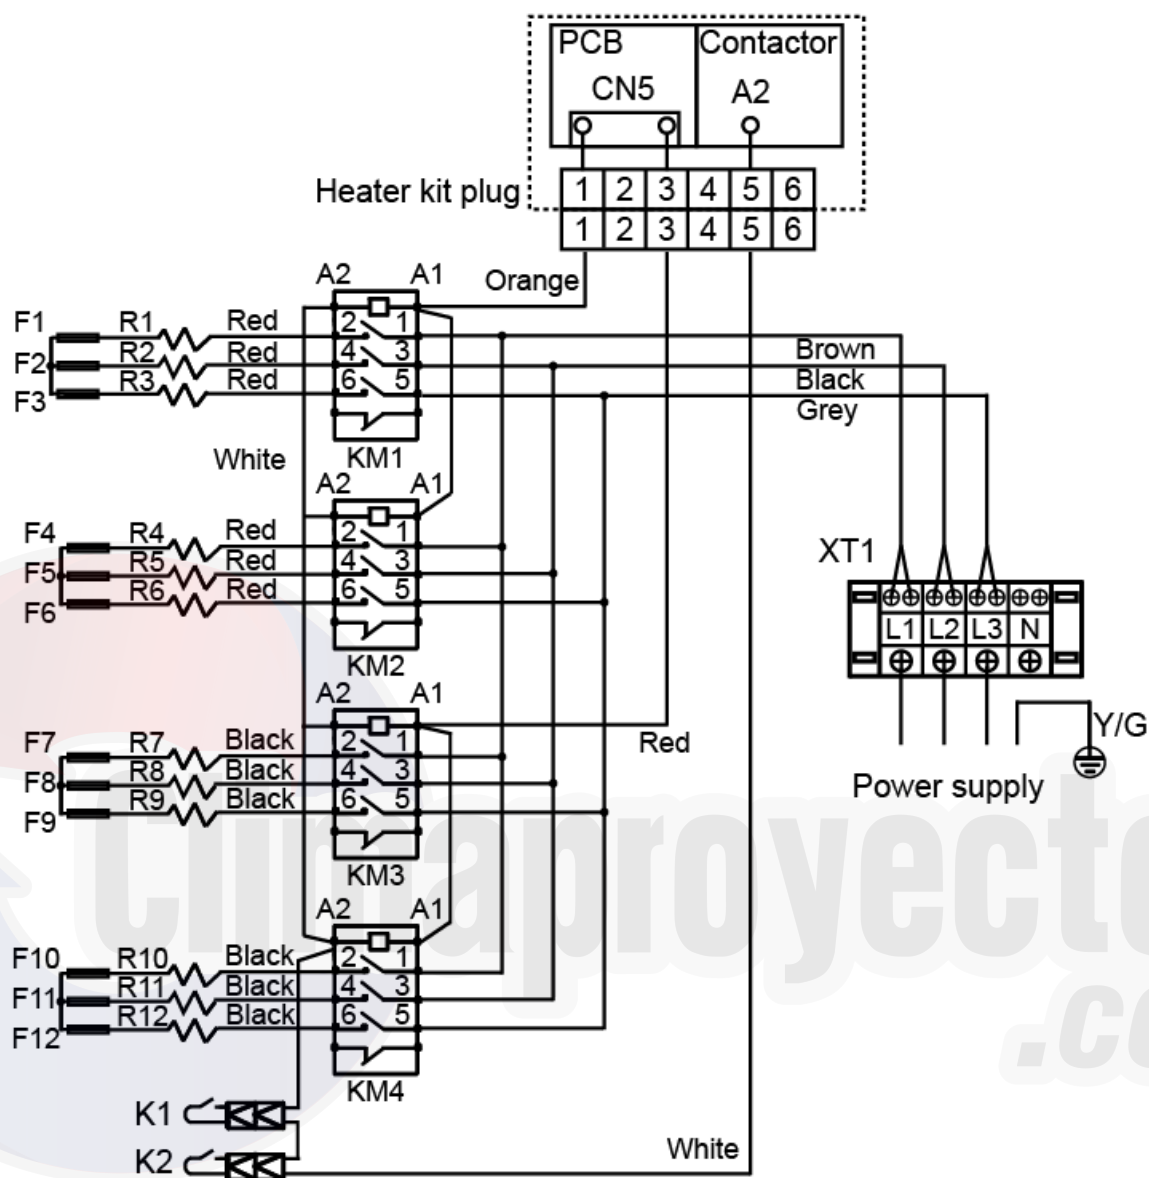 PCB Contactor
CN5 A2
Heater kit plug 1 2 3 4 5 6
1 2 3 4 5 6
Orange
A2 A1
F1 R1 Red 2 1
F2 R2 Red 4 3 Brown
F3 R3 Red 6 5 Black
Grey
White KM1
A2 A1
F4 R4 Red 2 1
F5 R5 Red 4 3
F6 R6 Red 6 5
KM2
XT1
L1 L2 L3 N
A2 A1
Red
F7 R7 Black 2 1
F8 R8 Black 4 3
F9 R9 Black 6 5
KM3
Y/G
Power supply
A2 A1
F10 R10 Black 2 1
F11 R11 Black 4 3
F12 R12 Black 6 5
KM4
K1
K2 White
Climaproyecto
.co